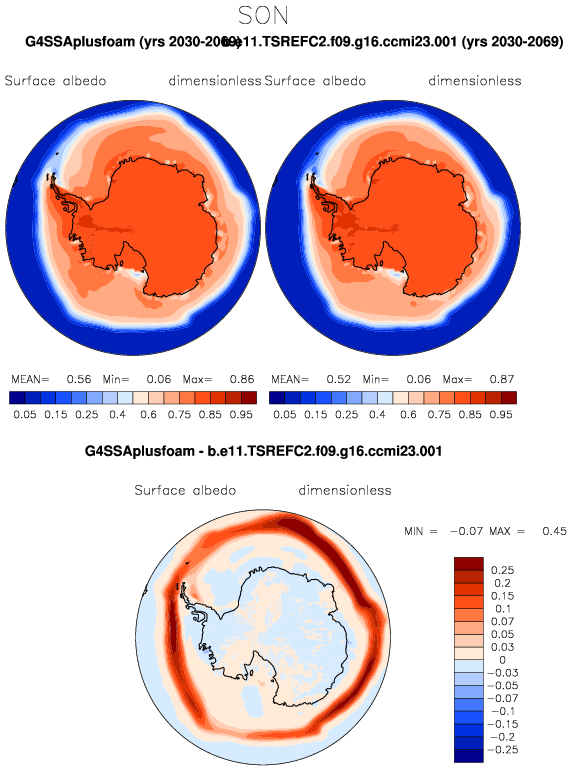 SON
G4SSAplusfoam (yrs 2030-2069) b.e11.TSREFC2.f09.g16.ccmi23.001 (yrs 2030-2069)
Surface albedo dimensionless Surface albedo dimensionless
MEAN= 0.56 Min= 0.06 Max= 0.86 MEAN= 0.52 Min= 0.06 Max= 0.87
0.05 0.15 0.25 0.4 0.6 0.75 0.85 0.95 0.05 0.15 0.25 0.4 0.6 0.75 0.85 0.95
G4SSAplusfoam - b.e11.TSREFC2.f09.g16.ccmi23.001
Surface albedo dimensionless
MIN = -0.07 MAX = 0.45
0.25
0.2
0.15
0.1
0.07
0.05
0.03
0
-0.03
-0.05
-0.07
-0.1
-0.15
-0.2
-0.25